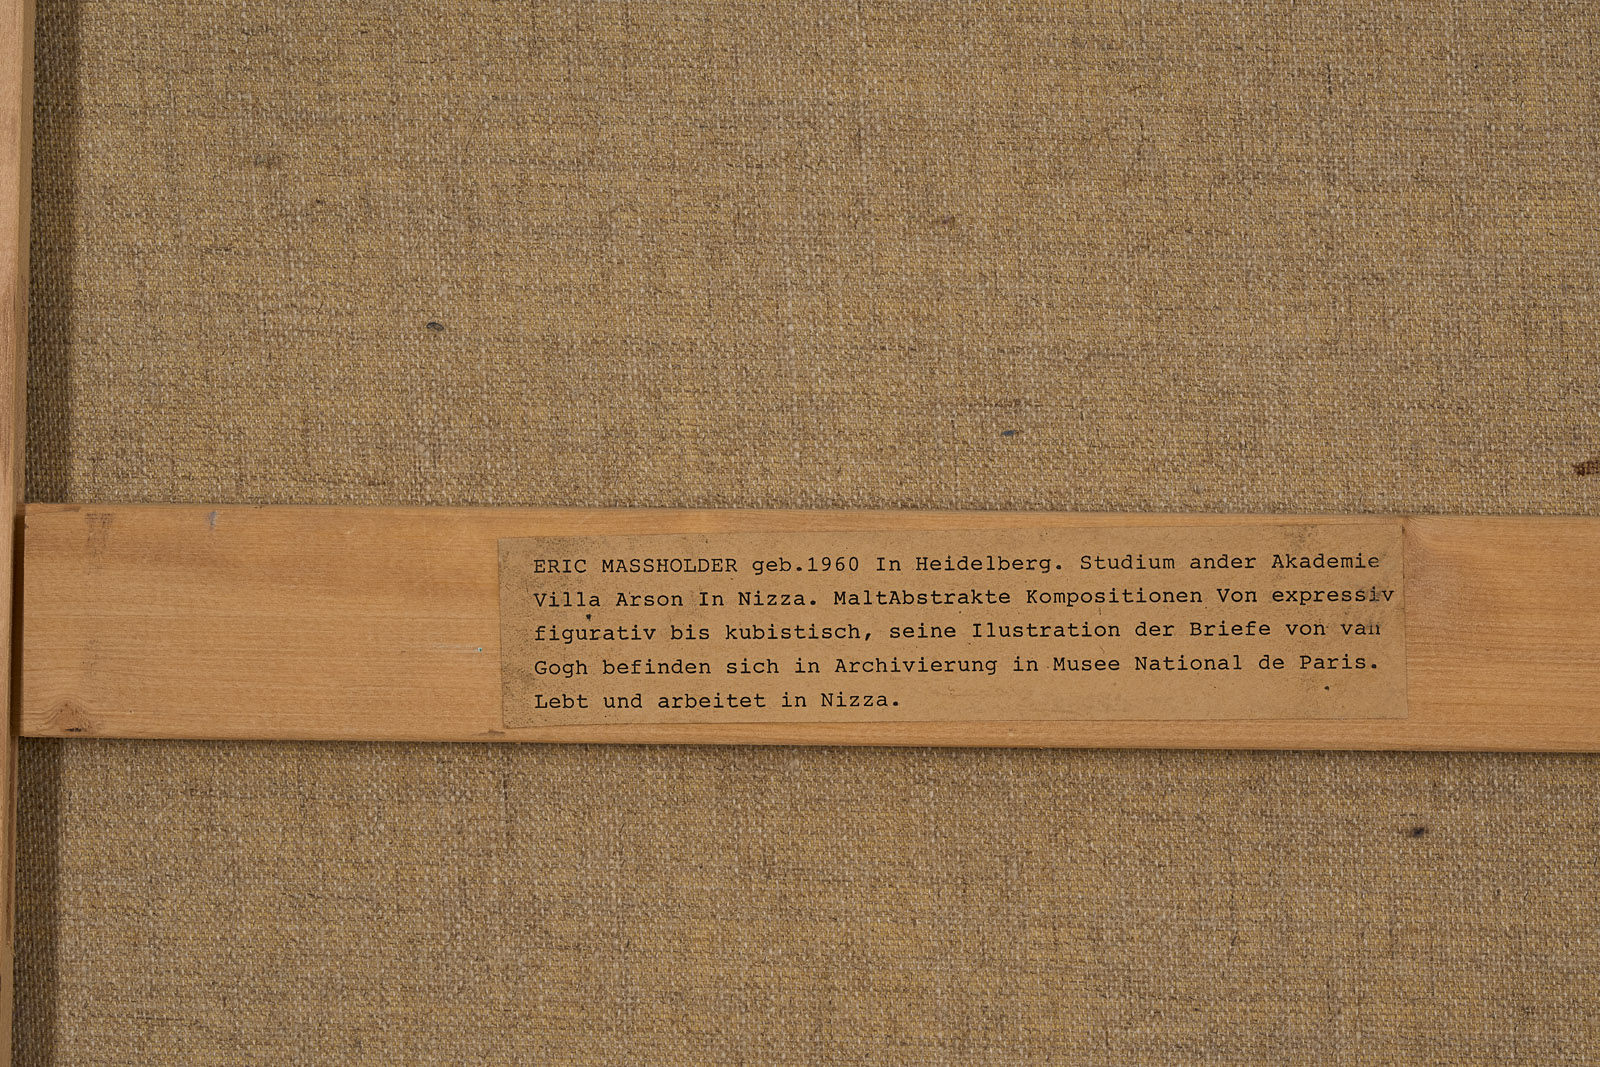 ERIC MASSHOLDER geb.1960 In Heidelberg. Studium ander Akademie
Villa Arson In Nizza. MaltAbstrakte Kompositionen Von expressiv
figurativ bis kubistisch, seine Ilustration der Briefe von van
Gogh befinden sich in Archivierung in Musee National de Paris.
Lebt und arbeitet in Nizza.